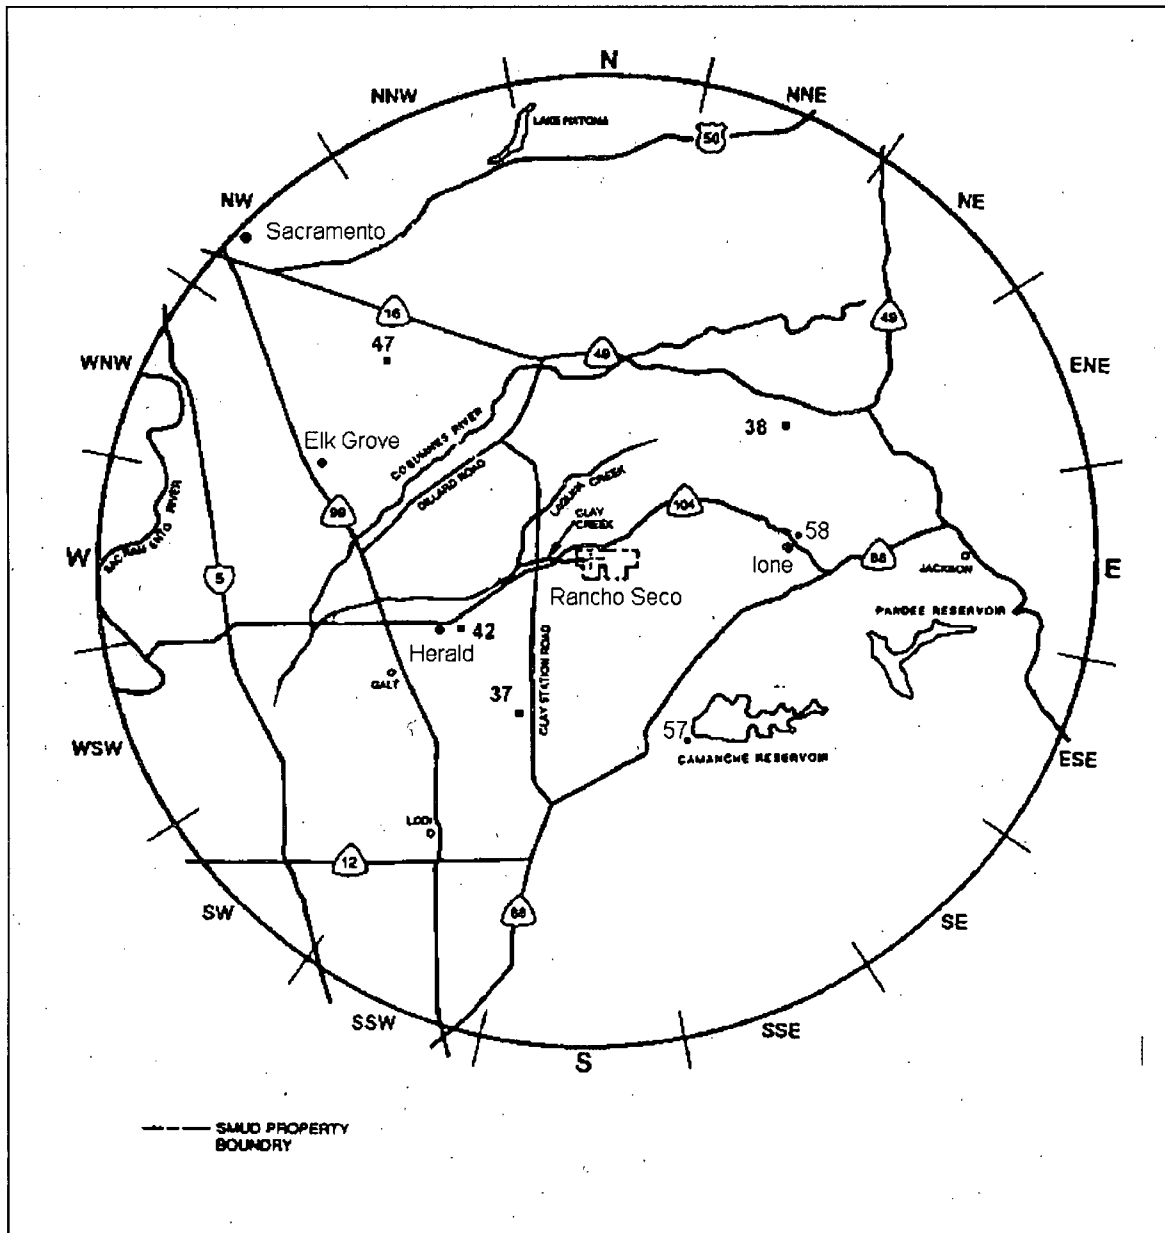 N
NNW
NNE
LAKE NATOMA
50
NW
NE
Sacramento
16
49
47
49
WNW
ENE
COSUMNES RIVER
38
Elk Grove
DILLARD ROAD
LAGUNA CREEK
SACRAMENTO RIVER
99
104
CLAY
CREEK
58
W
Ione
88
E
5
JACKSON
Rancho Seco
PARDEE RESERVOIR
42
Herald
GALT
CLAY STATION ROAD
37
57
WSW
CAMANCHE RESERVOIR
ESE
LODI
12
SW
88
SE
SSW
SSE
S
SMUD PROPERTY
BOUNDRY